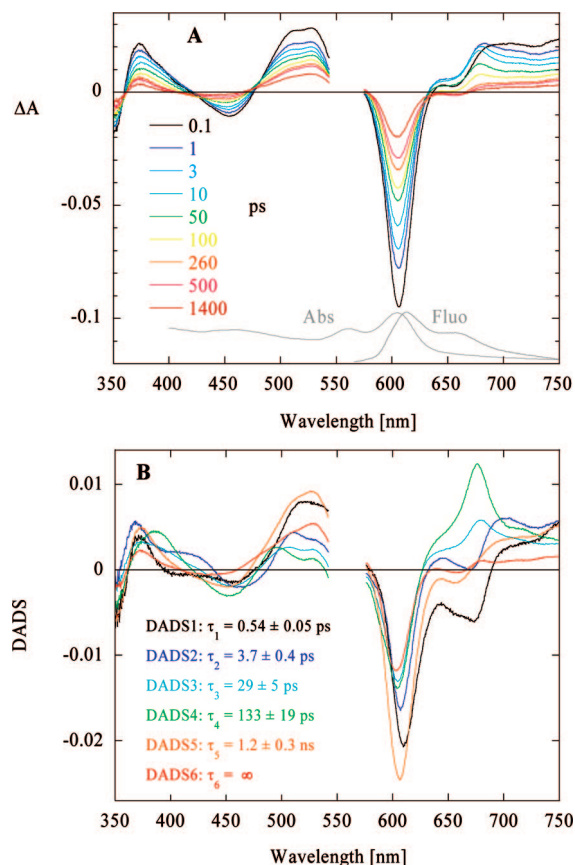 A
0
ΔA
0.1
1
3
-0.05
10
ps
50
100
260
500
1400
Abs
Fluo
-0.1
350 400 450 500 550 600 650 700 750
Wavelength [nm]
B
0.01
0
DADS
DADS1: τ1 = 0.54 ± 0.05 ps
-0.01
DADS2: τ2 = 3.7 ± 0.4 ps
DADS3: τ3 = 29 ± 5 ps
DADS4: τ4 = 133 ± 19 ps
-0.02
DADS5: τ5 = 1.2 ± 0.3 ns
DADS6: τ6 = ∞
350 400 450 500 550 600 650 700 750
Wavelength [nm]